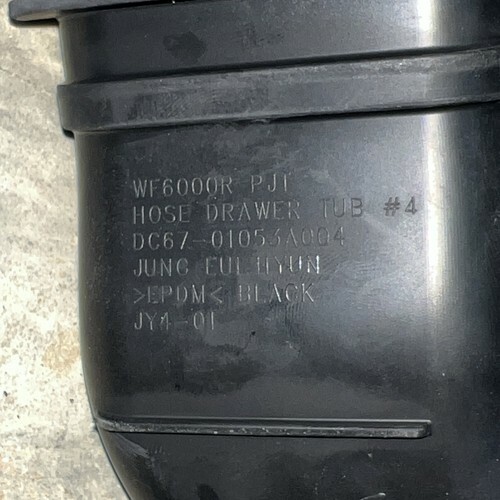 WF6000R PJT
HOSE DRAWER TUB #4
DC67-01053A004
JUNG EUI HYUN
>EPDM< BLACK
JY4-01